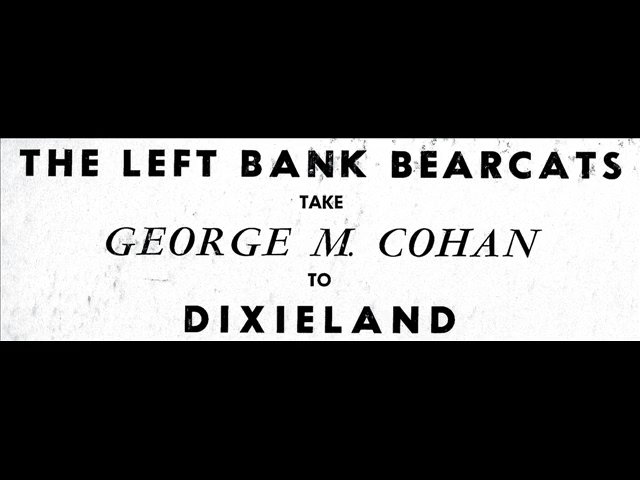 THE LEFT BANK BEARCATS
TAKE
GEORGE M. COHAN
TO
DIXIELAND